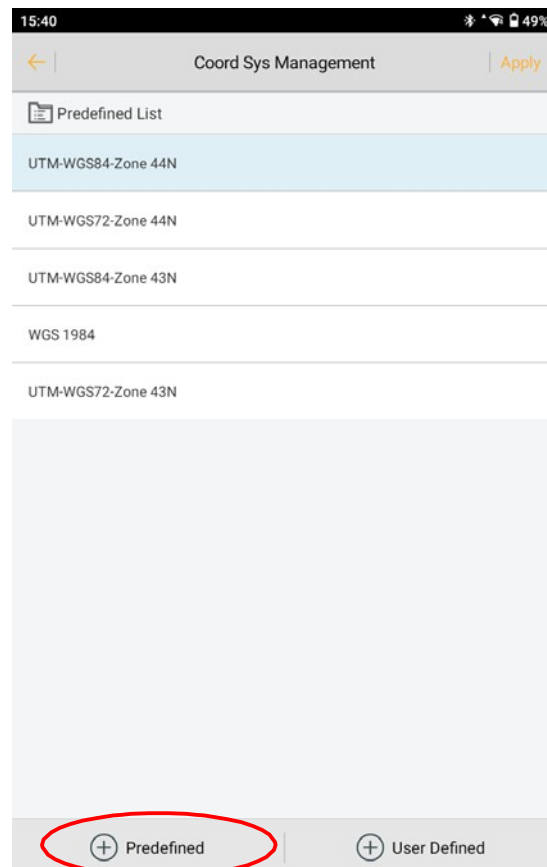 15:40 49%
Coord Sys Management Apply
Predefined List
UTM-WGS84-Zone 44N
UTM-WGS72-Zone 44N
UTM-WGS84-Zone 43N
WGS 1984
UTM-WGS72-Zone 43N
Predefined User Defined